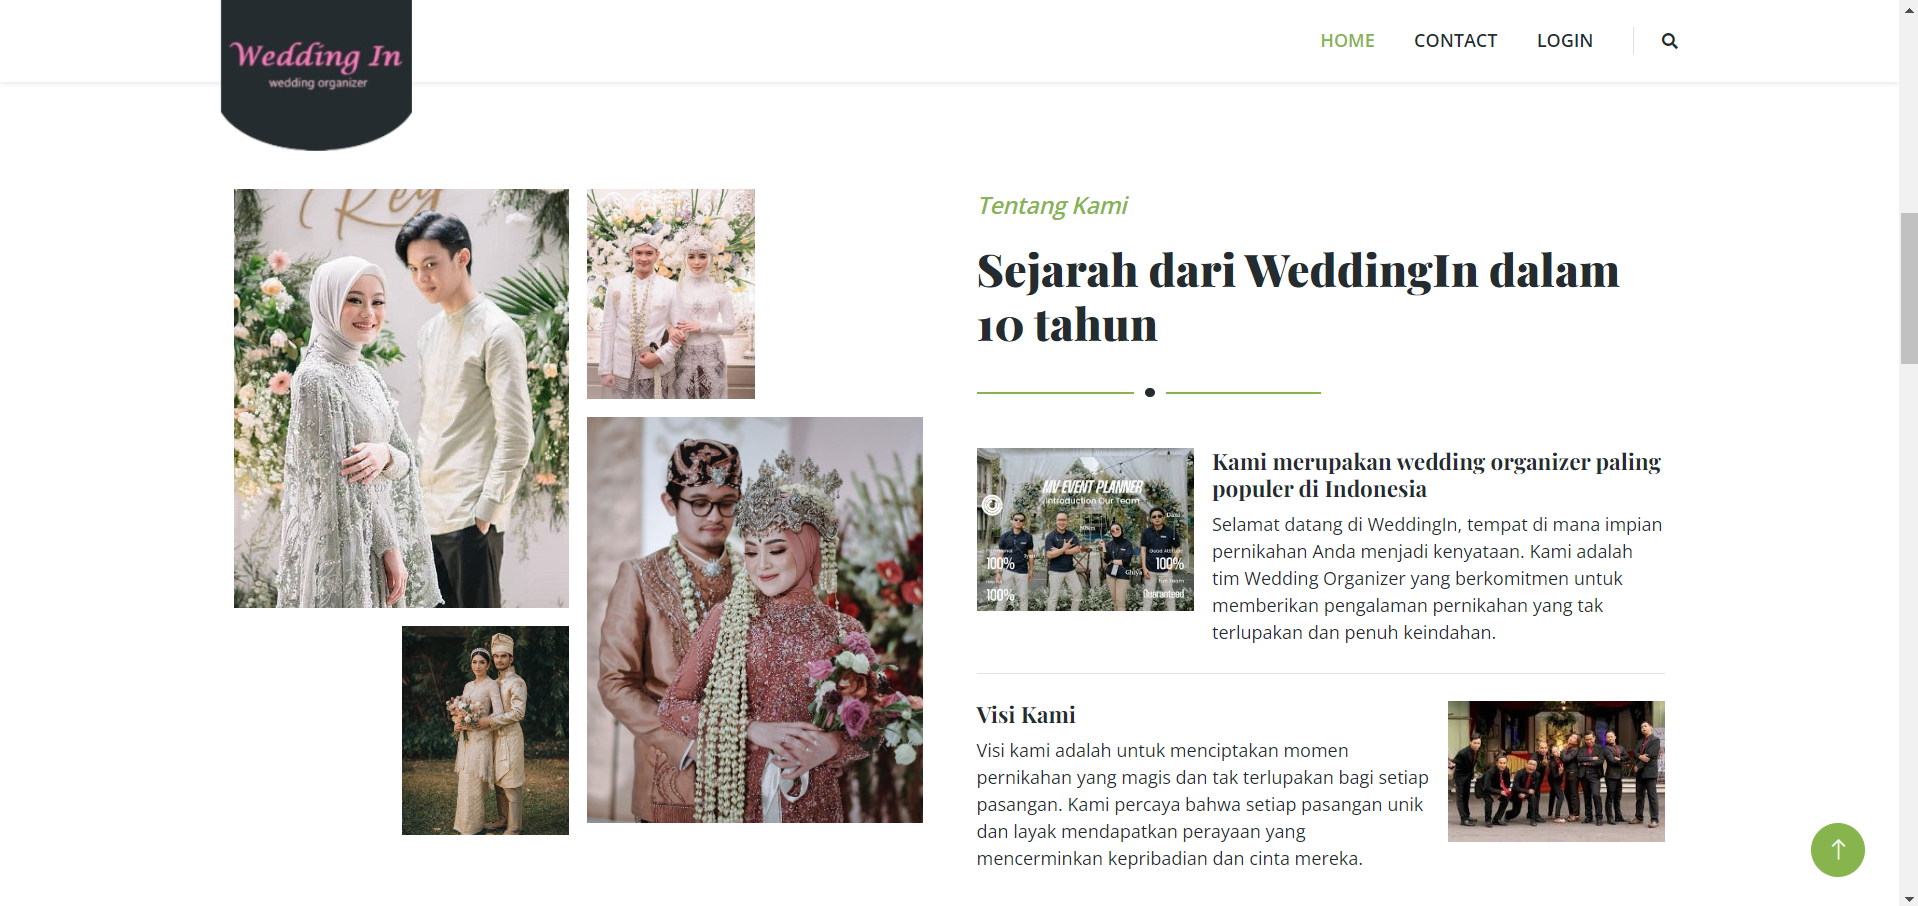 Wedding In
wedding organizer
HOME CONTACT LOGIN
Rey
Tentang Kami
Sejarah dari WeddingIn dalam
10 tahun
MV EVENT PLANNER
Introduction Our Team
100%
100%
Ghiya
100%
Guaranteed
Kami merupakan wedding organizer paling
populer di Indonesia
Selamat datang di WeddingIn, tempat di mana impian
pernikahan Anda menjadi kenyataan. Kami adalah
tim Wedding Organizer yang berkomitmen untuk
memberikan pengalaman pernikahan yang tak
terlupakan dan penuh keindahan.
Visi Kami
Visi kami adalah untuk menciptakan momen
pernikahan yang magis dan tak terlupakan bagi setiap
pasangan. Kami percaya bahwa setiap pasangan unik
dan layak mendapatkan perayaan yang
mencerminkan kepribadian dan cinta mereka.